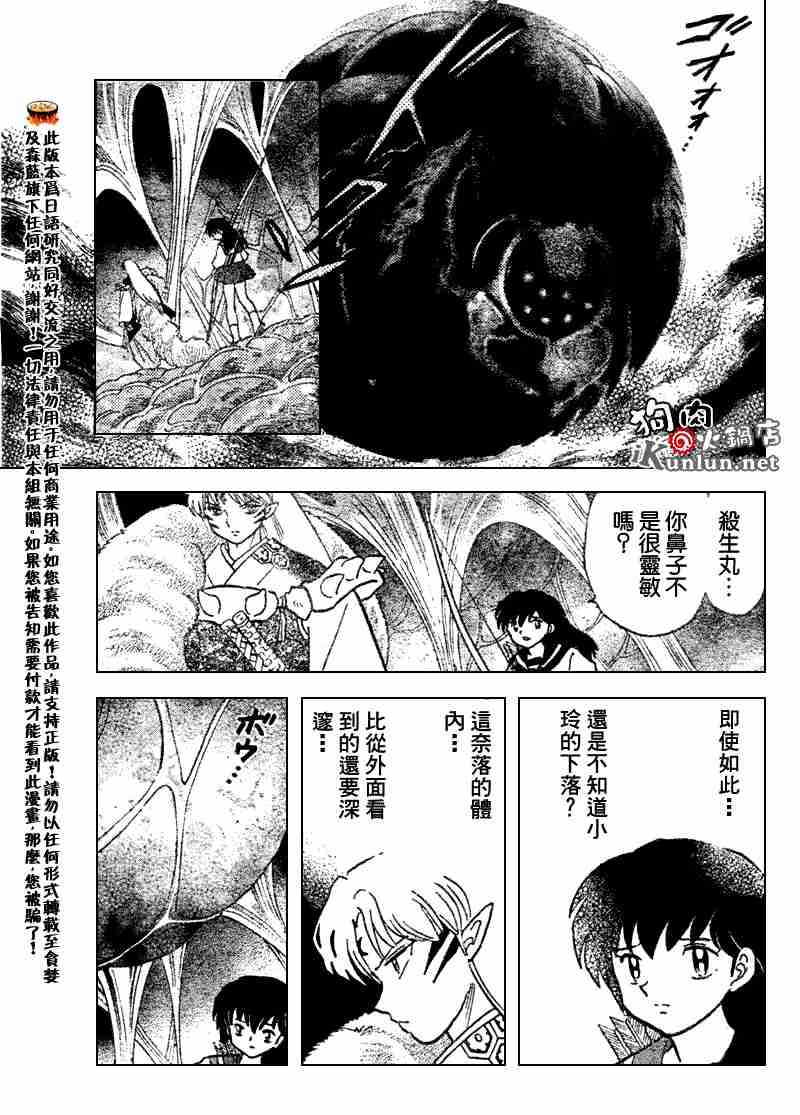 ゴオオォォ
狗肉
火鍋店
iKunlun.net
殺生丸…
你鼻子不
是很靈敏
嗎？
即使如此…
還是不知道小
玲的下落？
這奈落的體
內…
比從外面看
到的還要深
邃…
ボウ…
此版本爲日語研究同好交流之用，請勿用于任何商業用途。如您喜歡此作品，請支持正版！請勿以任何形式轉載至貪婪
及森藍旗下任何網站，謝謝！一切法律責任與本組無關。如果您被告知需要付款才能看到此漫畫，那麼，您被騙了！